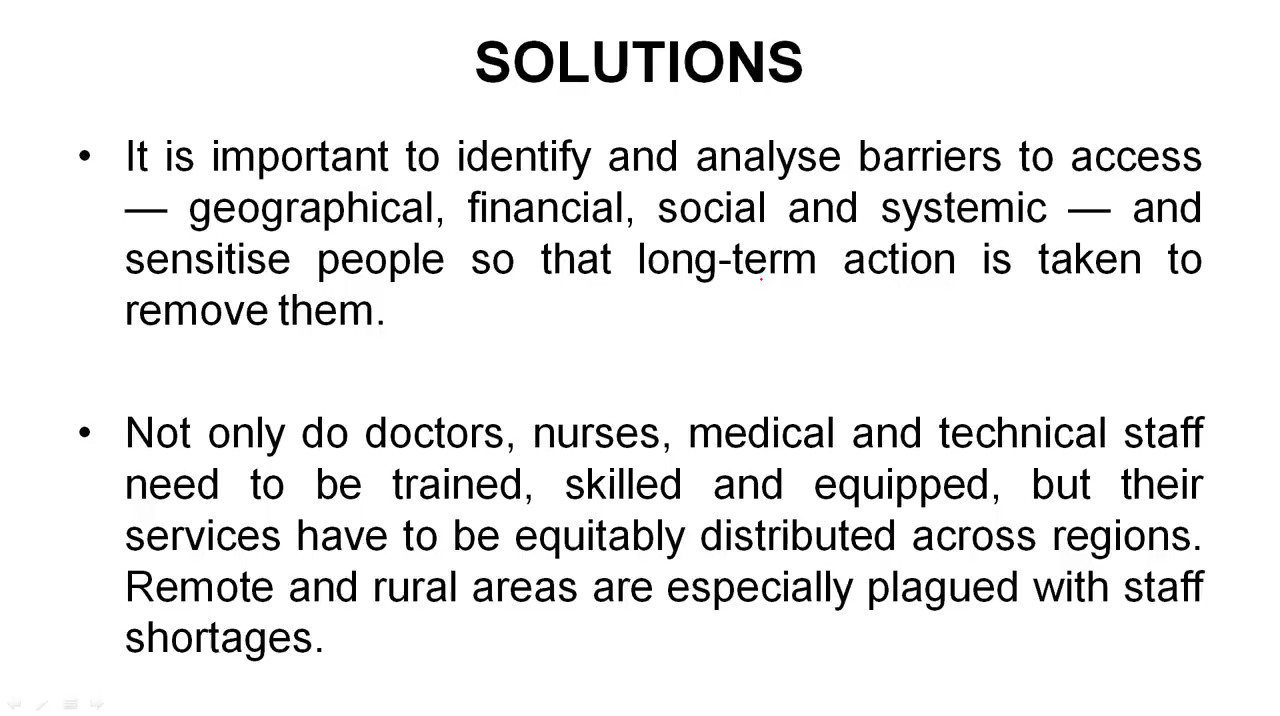 SOLUTIONS
• It is important to identify and analyse barriers to access
— geographical, financial, social and systemic — and
sensitise people so that long-term action is taken to
remove them.
• Not only do doctors, nurses, medical and technical staff
need to be trained, skilled and equipped, but their
services have to be equitably distributed across regions.
Remote and rural areas are especially plagued with staff
shortages.